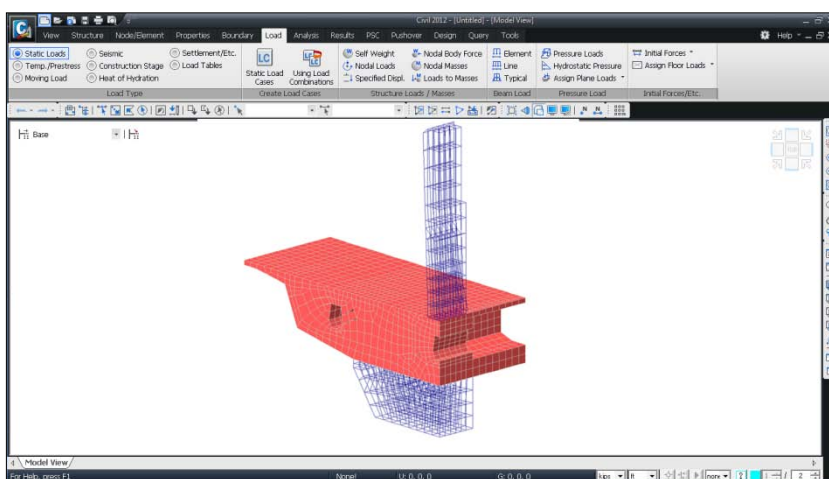 Civil 2012 - [Untitled] - [Model View]
View Structure Node/Element Properties Boundary Load Analysis Results PSC Pushover Design Query Tools Help
Static Loads Seismic Settlement/Etc. Self Weight Nodal Body Force Element Pressure Loads Initial Forces
Temp./Prestress Construction Stage Load Tables Nodal Loads Nodal Masses Line Hydrostatic Pressure Assign Floor Loads
Moving Load Heat of Hydration Static Load Cases Using Load Combinations Specified Displ. Loads to Masses Typical Assign Plane Loads
Load Type Create Load Cases Structure Loads / Masses Beam Load Pressure Load Initial Forces/Etc.
Base
Model View
For Help, press F1 None! U: 0, 0, 0 G: 0, 0, 0 kips ft none ? 1 / 2